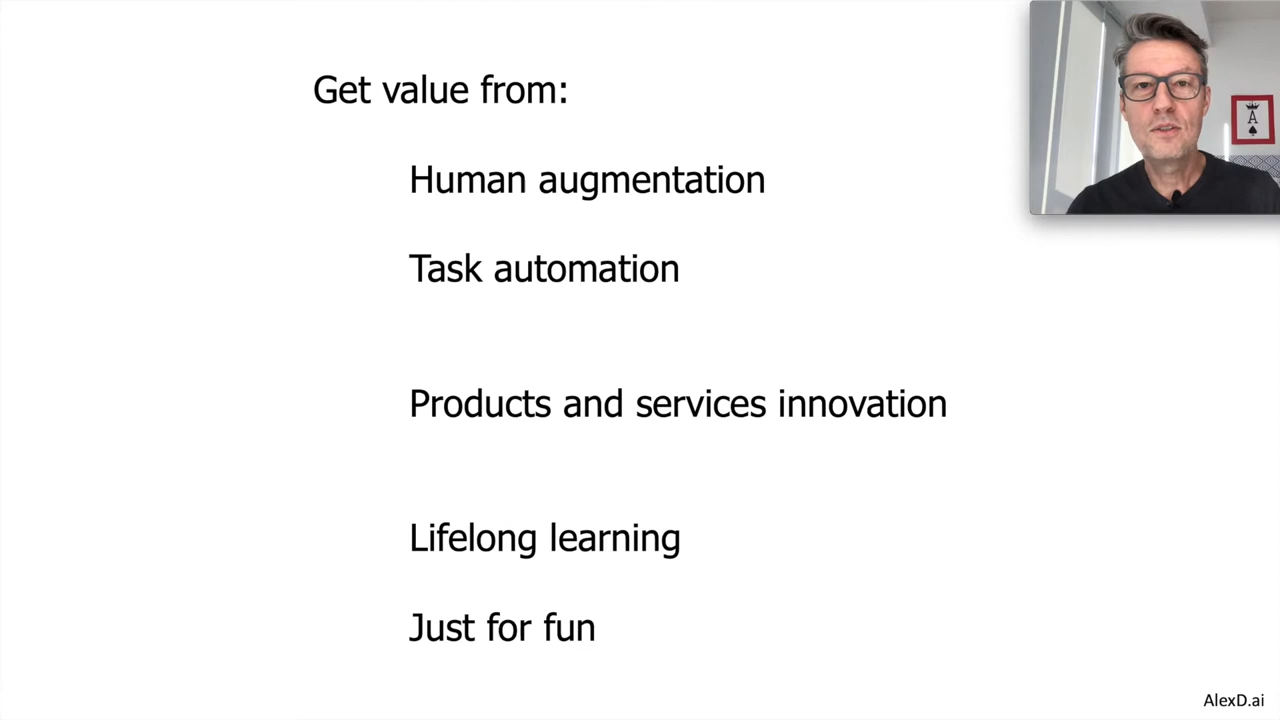 Get value from:
Human augmentation
Task automation
Products and services innovation
Lifelong learning
Just for fun
A
AlexD.ai